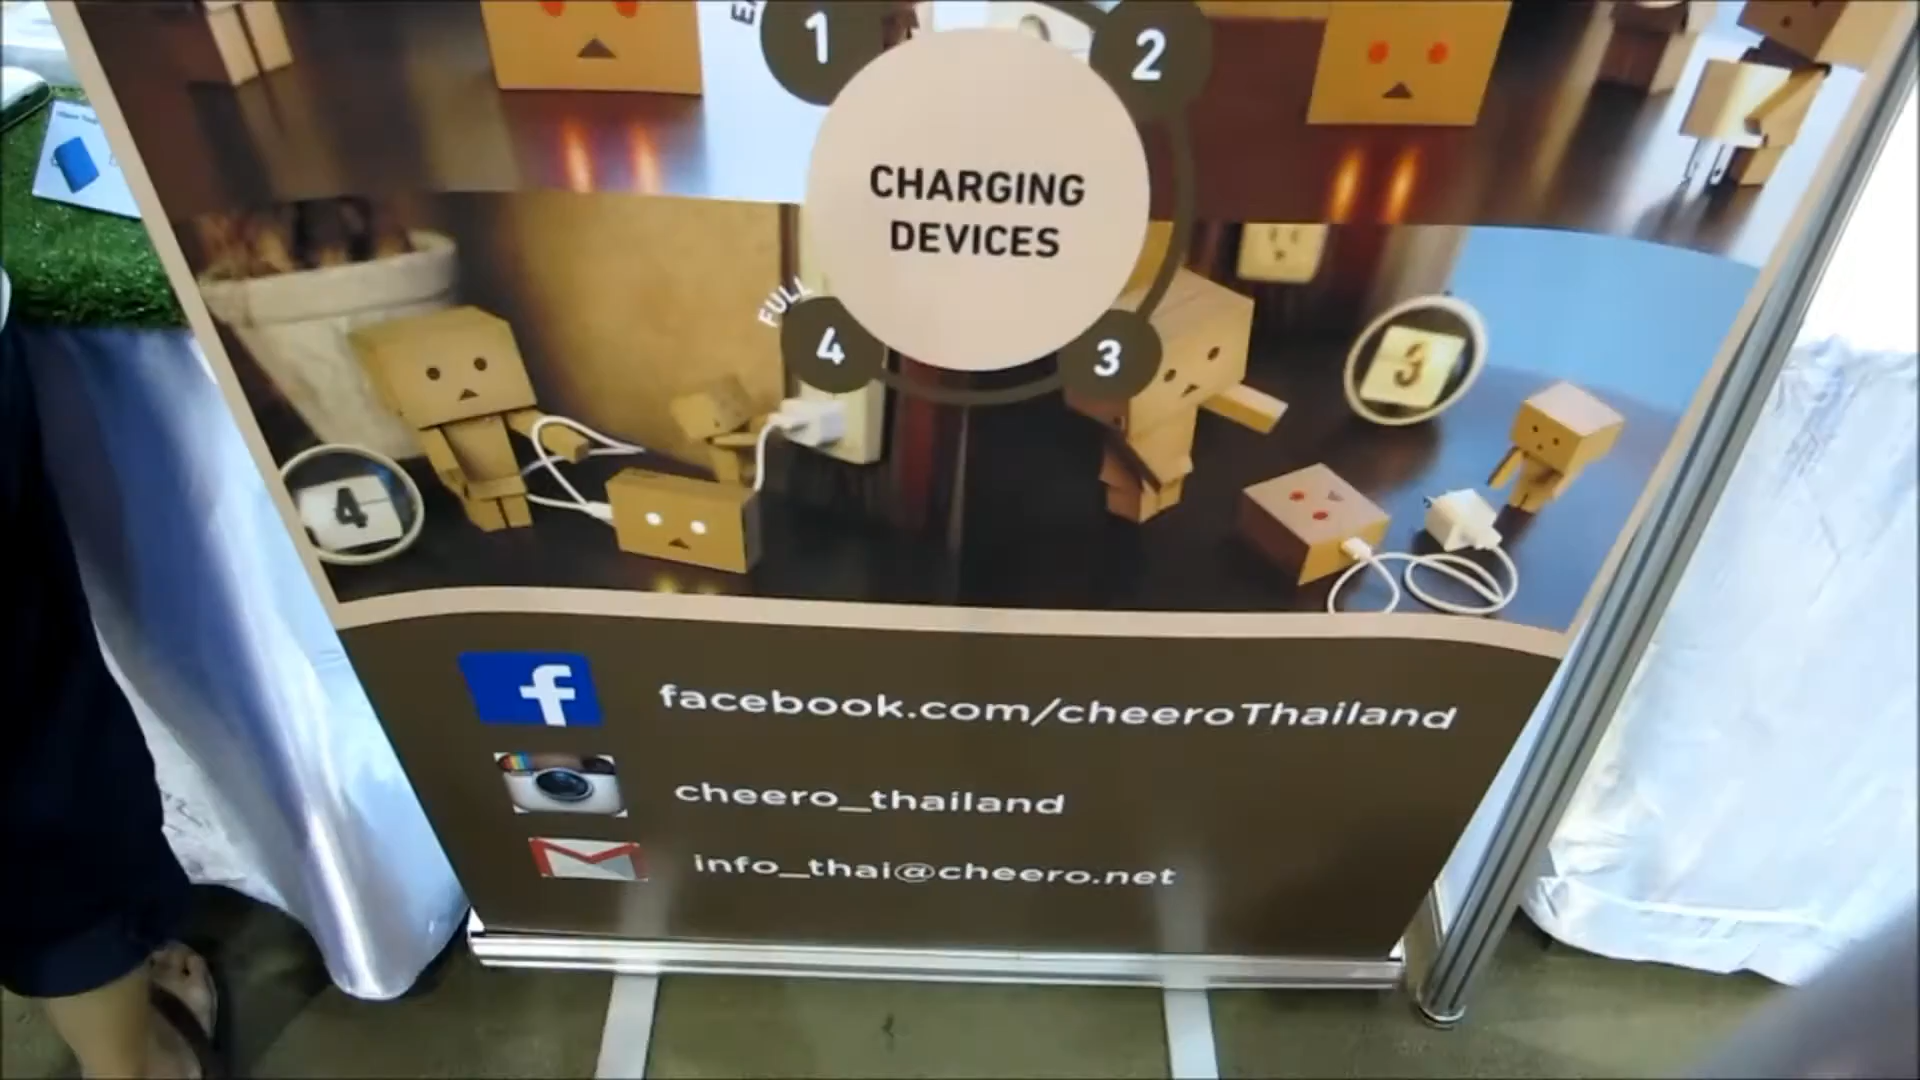 1
2
CHARGING
DEVICES
FULL
4
3
3
4
f
facebook.com/cheeroThailand
cheero_thailand
info_thai@cheero.net